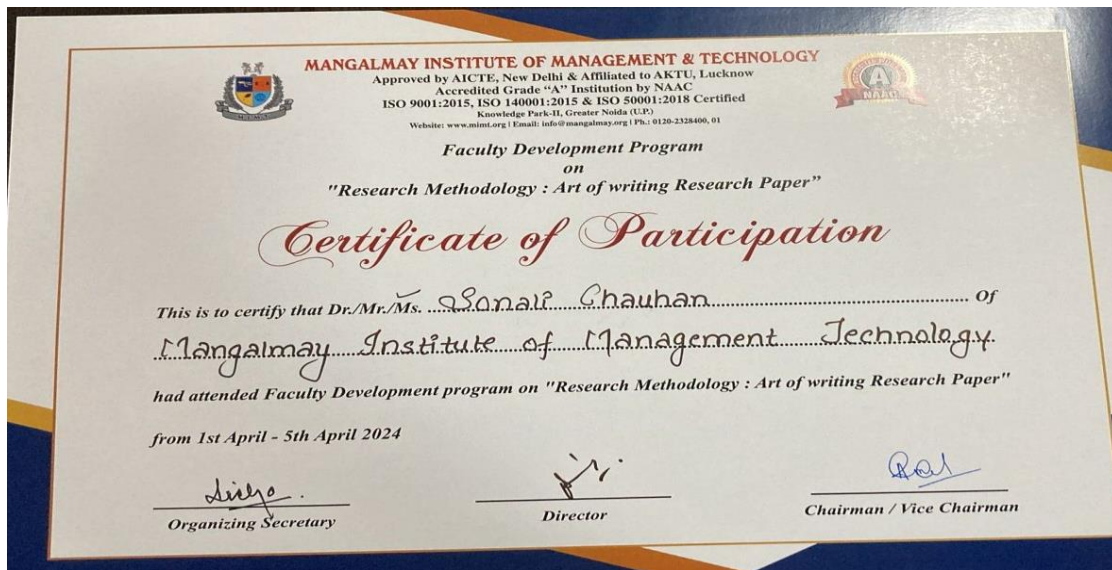 MANGALMAY INSTITUTE OF MANAGEMENT & TECHNOLOGY
Approved by AICTE, New Delhi & Affiliated to AKTU, Lucknow
Accredited Grade “A” Institution by NAAC
ISO 9001:2015, ISO 140001:2015 & ISO 50001:2018 Certified
Knowledge Park-II, Greater Noida (U.P.)
Website: www.mimt.org | Email: info@mangalmay.org | Ph.: 0120-2328400, 01
A
NAAC
Faculty Development Program
on
"Research Methodology : Art of writing Research Paper”
Certificate of Participation
This is to certify that Dr./Mr./Ms. Sonali Chauhan Of
Mangalmay Institute of Management Technology
had attended Faculty Development program on "Research Methodology : Art of writing Research Paper"
from 1st April - 5th April 2024
Organizing Secretary
Director
Chairman / Vice Chairman